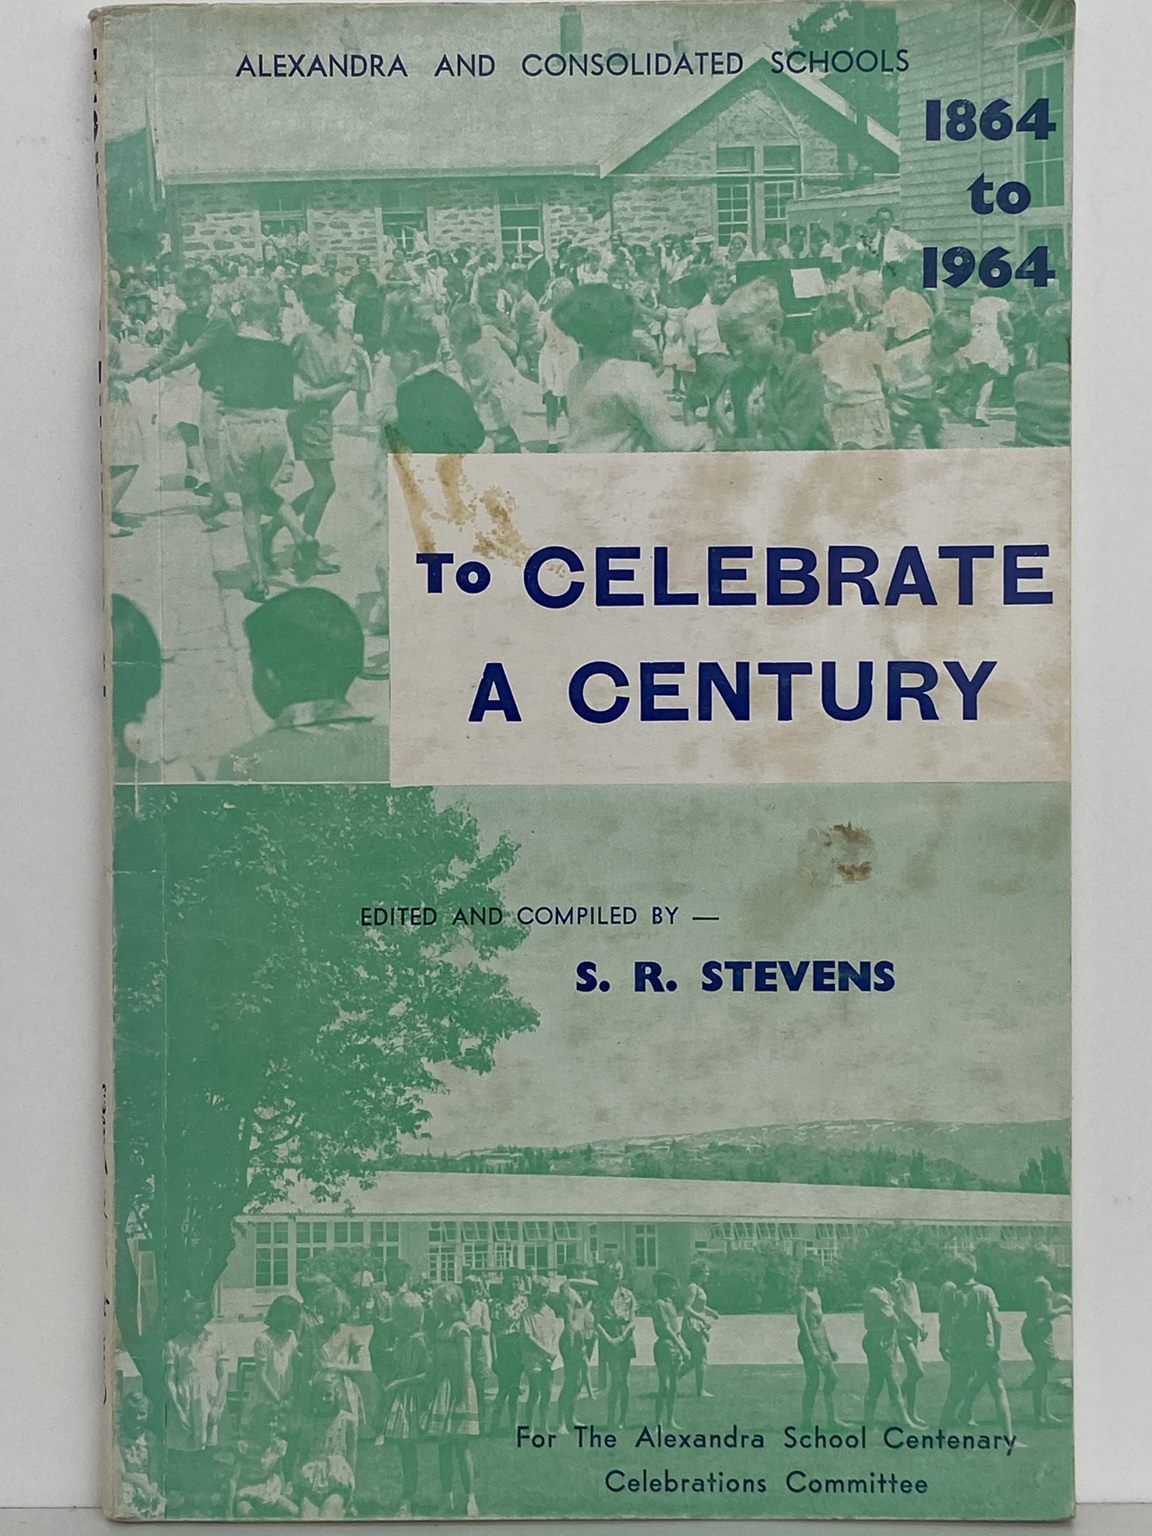 ALEXANDRA AND CONSOLIDATED SCHOOLS
1864
to
1964
To CELEBRATE
A CENTURY
EDITED AND COMPILED BY —
S. R. STEVENS
For The Alexandra School Centenary
Celebrations Committee